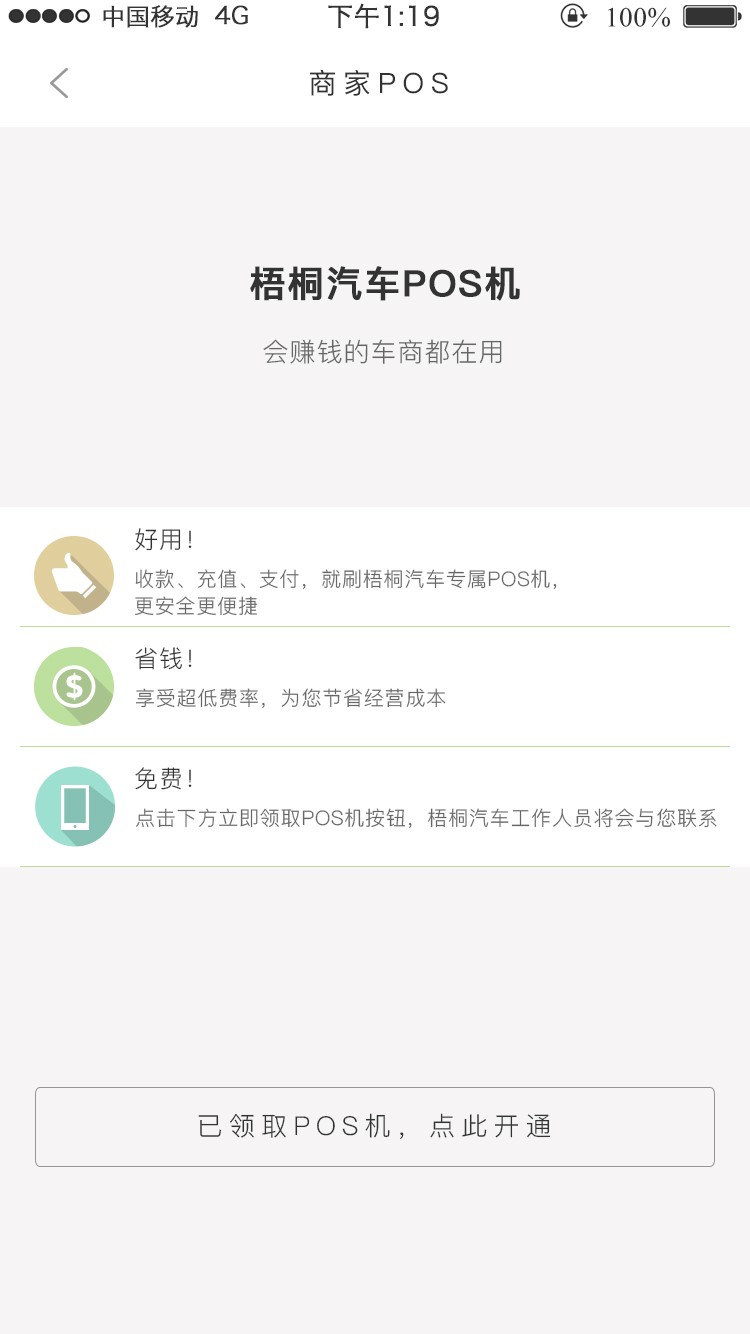 中国移动 4G 下午1:19 100%
商家POS
梧桐汽车POS机
会赚钱的车商都在用
好用！
收款、充值、支付，就刷梧桐汽车专属POS机，
更安全更便捷
省钱！
$
享受超低费率，为您节省经营成本
免费！
点击下方立即领取POS机按钮，梧桐汽车工作人员将会与您联系
已领取POS机，点此开通